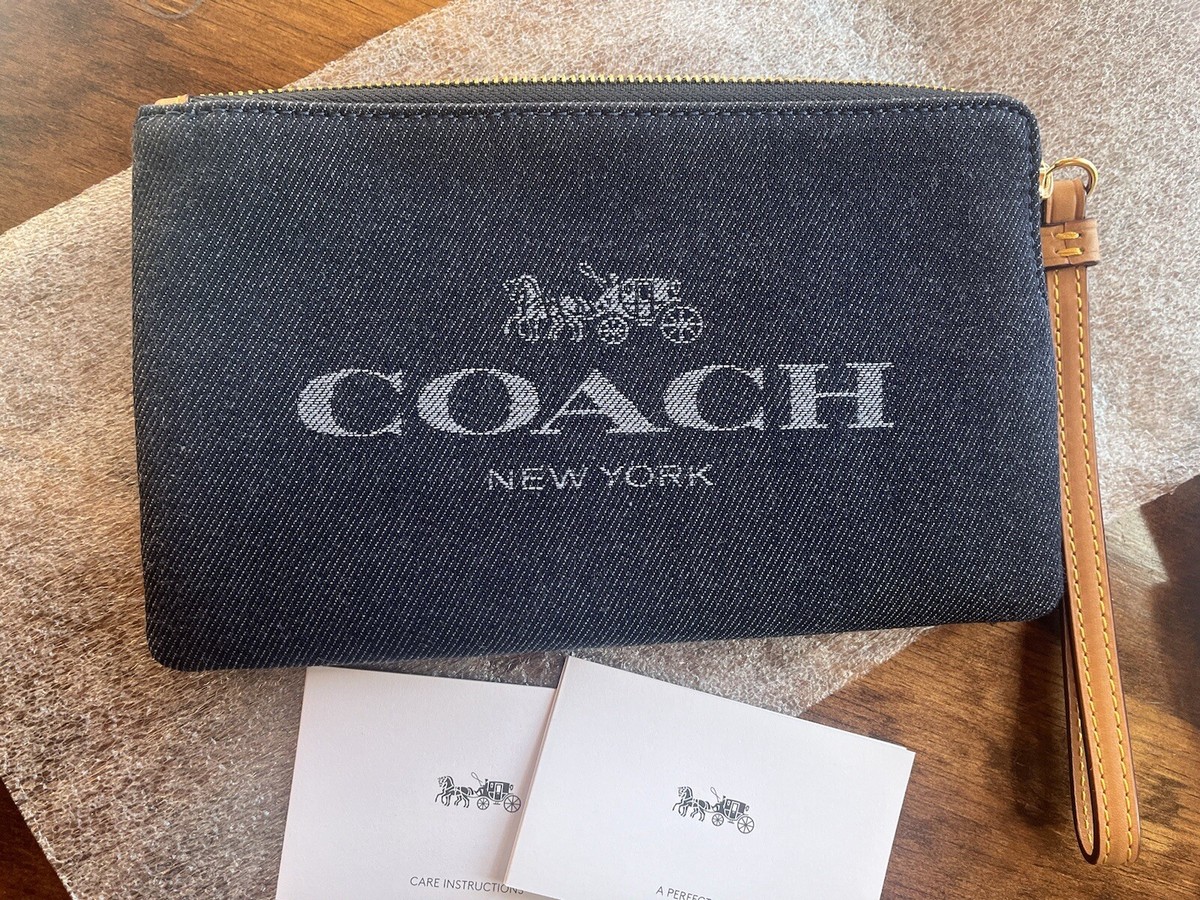 COACH
NEW YORK
CARE INSTRUCTIONS
A PERFECT